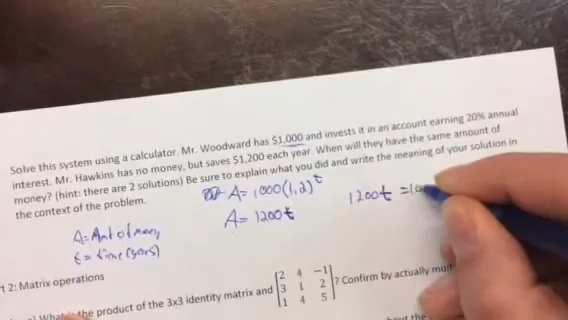 Solve this system using a calculator. Mr. Woodward has $1,000 and invests it in an account earning 20% annual
interest. Mr. Hawkins has no money, but saves $1,200 each year. When will they have the same amount of
money? (hint: there are 2 solutions) Be sure to explain what you did and write the meaning of your solution in
the context of the problem.
A= 1000(1.2)^t
1200t =100
A= 1200t
A= Amt of money
t= time (years)
t 2: Matrix operations
the product of the 3x3 identity matrix and [2 4 −1
3 1 2
1 4 5]? Confirm by actually mul